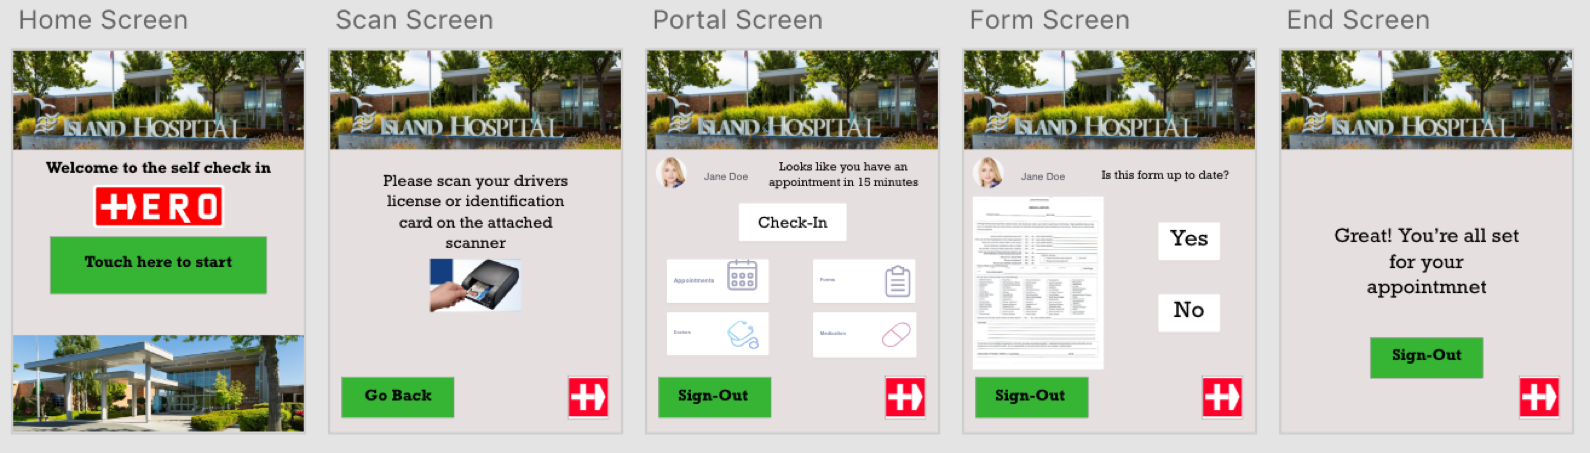 Home Screen
ISLAND HOSPITAL
Welcome to the self check in
HERO
Touch here to start
Scan Screen
ISLAND HOSPITAL
Please scan your drivers
license or identification
card on the attached
scanner
Go Back
H
Portal Screen
ISLAND HOSPITAL
Jane Doe
Looks like you have an
appointment in 15 minutes
Check-In
Appointments
Forms
Doctors
Medication
Sign-Out
H
Form Screen
ISLAND HOSPITAL
Jane Doe
Is this form up to date?
Yes
No
Sign-Out
H
End Screen
ISLAND HOSPITAL
Great! You're all set
for your
appointmnet
Sign-Out
H